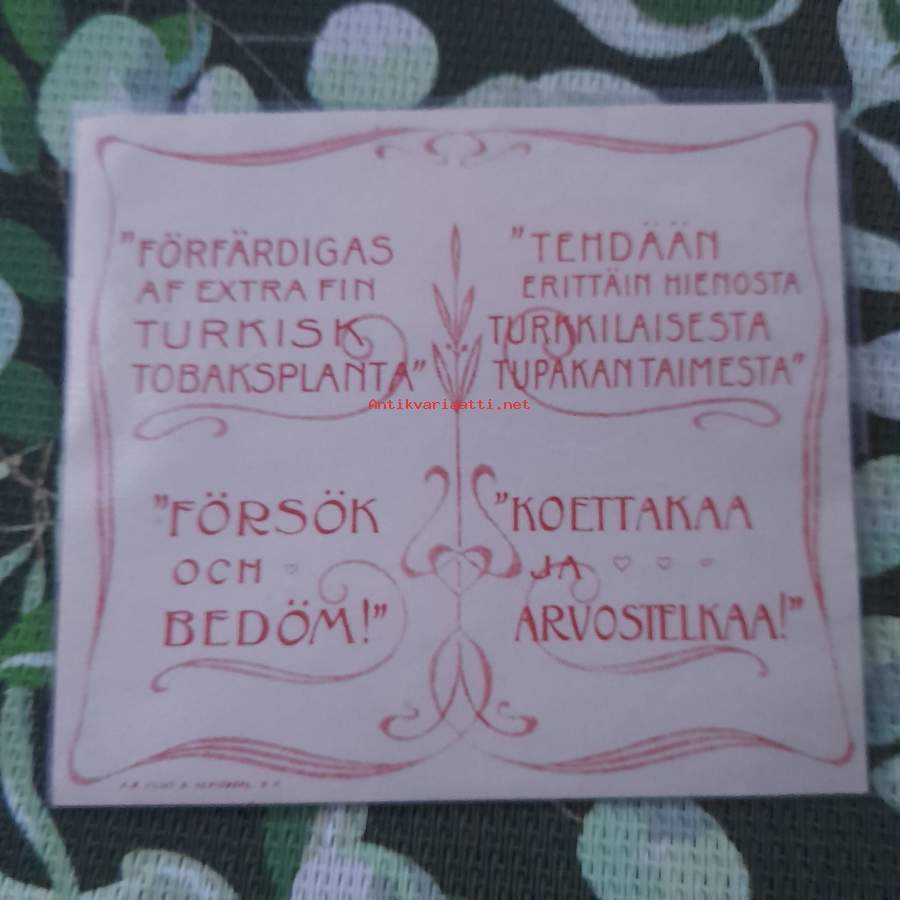 ”FÖRFÄRDIGAS
AF EXTRA FIN
TURKISK
TOBAKSPLANTA”
”TEHDÄÄN
ERITTÄIN HIENOSTA
TURKKILAISESTA
TUPAKANTAIMESTA”
Antikvariaatti.net
”FÖRSÖK
OCH
BEDÖM!”
”KOETTAKAA
JA
ARVOSTELKAA!”